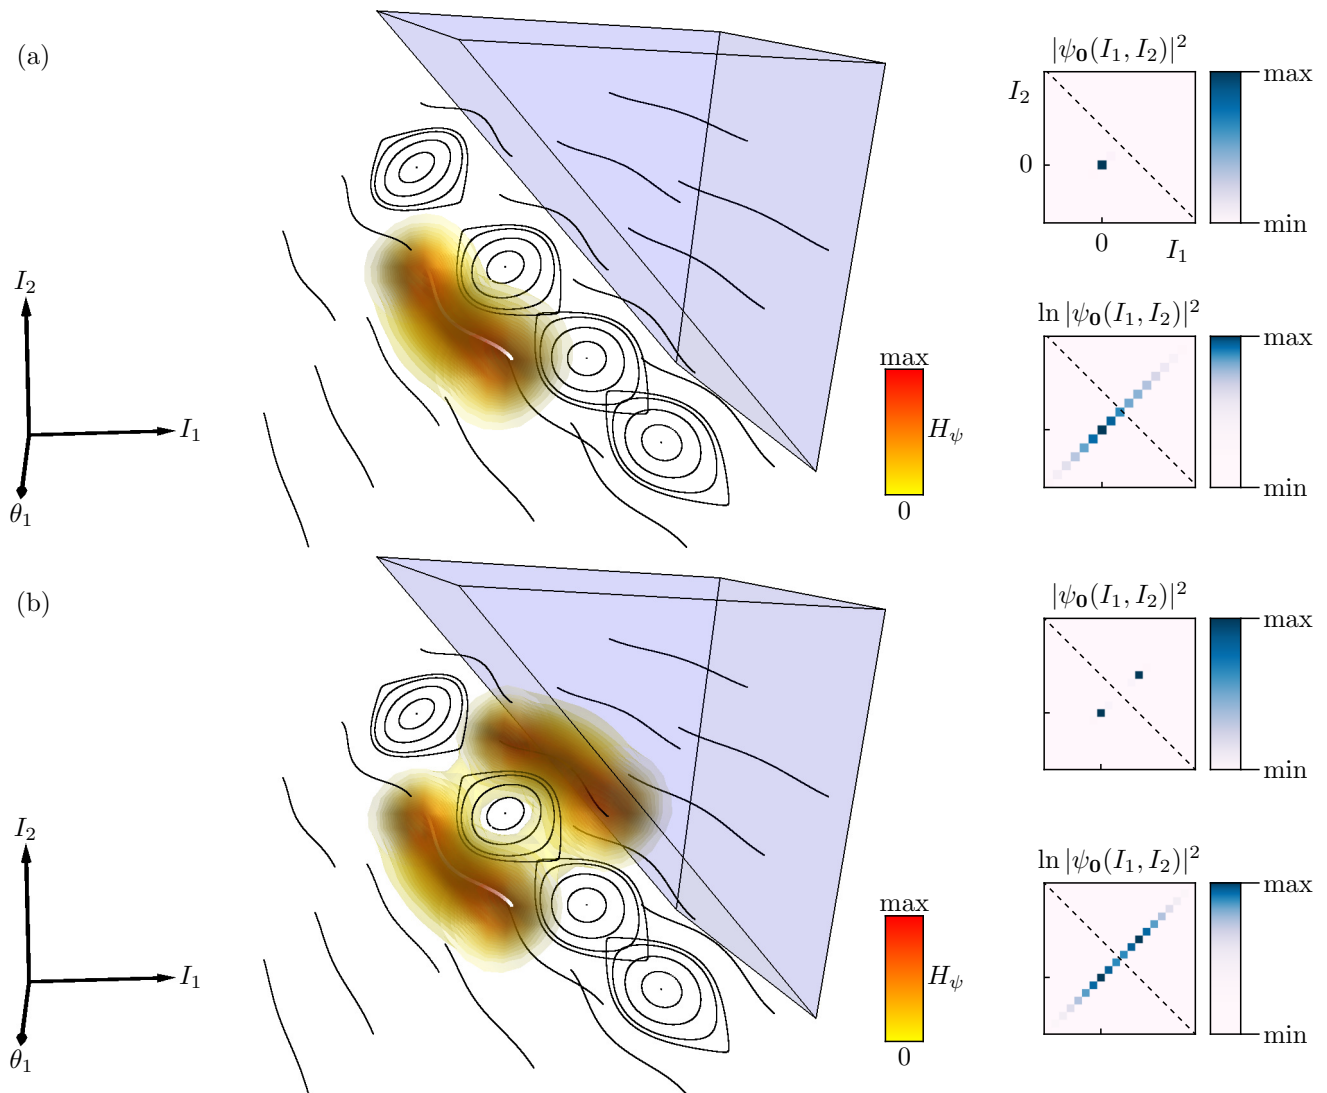 (a)
I₂
I₁
θ₁
max
H_ψ
0
|ψ₀(I₁, I₂)|²
I₂
0
0
I₁
max
min
ln |ψ₀(I₁, I₂)|²
max
min
(b)
I₂
I₁
θ₁
max
H_ψ
0
|ψ₀(I₁, I₂)|²
max
min
ln |ψ₀(I₁, I₂)|²
max
min